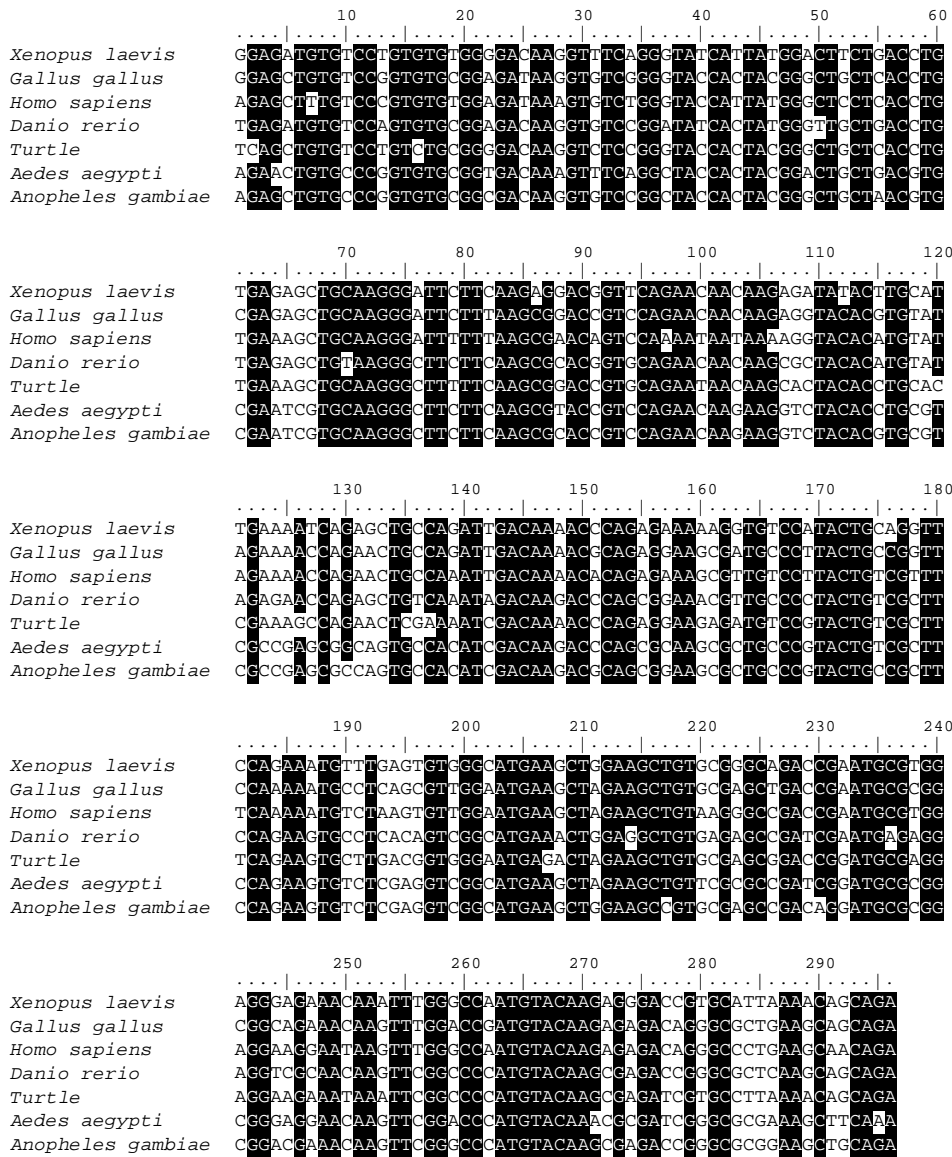 10 20 30 40 50 60
....|....|....|....|....|....|....|....|....|....|....|....|
Xenopus laevis GGAGATGTGTCCTGTGTGTGGGGACAAGGTTTCAGGGTATCATTATGGACTTCTGACCTG
Gallus gallus GGAGCTGTGTCCGGTGTGCGGAGATAAGGTGTCGGGGTACCACTACGGGCTGCTCACCTG
Homo sapiens AGAGCTTTGTCCCGTGTGTGGAGATAAAGTGTCTGGGTACCATTATGGGCTCCTCACCTG
Danio rerio TGAGATGTGTCCAGTGTGCGGAGACAAGGTGTCCGGATATCACTATGGGTTGCTGACCTG
Turtle TCAGCTGTGTCCTGTCTGCGGGGACAAGGTCTCCGGGTACCACTACGGGCTGCTCACCTG
Aedes aegypti AGAACTGTGCCCGGTGTGCGGTGACAAAGTTTCAGGCTACCACTACGGACTGCTGACGTG
Anopheles gambiae AGAGCTGTGCCCGGTGTGCGGCGACAAGGTGTCCGGCTACCACTACGGGCTGCTAACGTG
70 80 90 100 110 120
....|....|....|....|....|....|....|....|....|....|....|....|
Xenopus laevis TGAGAGCTGCAAGGGATTCTTCAAGAGGACGGTTCAGAACAACAAGAGATATACTTGCAT
Gallus gallus CGAGAGCTGCAAGGGATTCTTTAAGCGGACCGTCCAGAACAACAAGAGGTACACGTGTAT
Homo sapiens TGAAAGCTGCAAGGGATTTTTTAAGCGAACAGTCCAAAATAATAAAAGGTACACATGTAT
Danio rerio TGAGAGCTGTAAGGGCTTCTTCAAGCGCACGGTGCAGAACAACAAGCGCTACACATGTAT
Turtle TGAAAGCTGCAAGGGCTTTTTCAAGCGGACCGTGCAGAATAACAAGCACTACACCTGCAC
Aedes aegypti CGAATCGTGCAAGGGCTTCTTCAAGCGTACCGTCCAGAACAAGAAGGTCTACACCTGCGT
Anopheles gambiae CGAATCGTGCAAGGGCTTCTTCAAGCGCACCGTCCAGAACAAGAAGGTCTACACGTGCGT
130 140 150 160 170 180
....|....|....|....|....|....|....|....|....|....|....|....|
Xenopus laevis TGAAAATCAGAGCTGCCAGATTGACAAAACCCAGAGAAAAAGGTGTCCATACTGCAGGTT
Gallus gallus AGAAAACCAGAACTGCCAGATTGACAAAACGCAGAGGAAGCGATGCCCTTACTGCCGGTT
Homo sapiens AGAAAACCAGAACTGCCAAATTGACAAAACACAGAGAAAGCGTTGTCCTTACTGTCGTTT
Danio rerio AGAGAACCAGAGCTGTCAAATAGACAAGACCCAGCGGAAACGTTGCCCCTACTGTCGCTT
Turtle CGAAAGCCAGAACTCGAAAATCGACAAAACCCAGAGGAAGAGATGTCCGTACTGTCGCTT
Aedes aegypti CGCCGAGCGGCAGTGCCACATCGACAAGACCCAGCGCAAGCGCTGCCCGTACTGTCGCTT
Anopheles gambiae CGCCGAGCGCCAGTGCCACATCGACAAGACGCAGCGGAAGCGCTGCCCGTACTGCCGCTT
190 200 210 220 230 240
....|....|....|....|....|....|....|....|....|....|....|....|
Xenopus laevis CCAGAAATGTTTGAGTGTGGGCATGAAGCTGGAAGCTGTGCGGGCAGACCGAATGCGTGG
Gallus gallus CCAAAAATGCCTCAGCGTTGGAATGAAGCTAGAAGCTGTGCGAGCTGACCGAATGCGCGG
Homo sapiens TCAAAAATGTCTAAGTGTTGGAATGAAGCTAGAAGCTGTAAGGGCCGACCGAATGCGTGG
Danio rerio CCAGAAGTGCCTCACAGTCGGCATGAAACTGGAGGCTGTGAGAGCCGATCGAATGAGAGG
Turtle TCAGAAGTGCTTGACGGTGGGAATGAGACTAGAAGCTGTGCGAGCGGACCGGATGCGAGG
Aedes aegypti CCAGAAGTGTCTCGAGGTCGGCATGAAGCTAGAAGCTGTTCGCGCCGATCGGATGCGCGG
Anopheles gambiae CCAGAAGTGTCTCGAGGTCGGCATGAAGCTGGAAGCCGTGCGAGCCGACAGGATGCGCGG
250 260 270 280 290
....|....|....|....|....|....|....|....|....|....|....|.
Xenopus laevis AGGGAGAAACAAATTTGGGCCAATGTACAAGAGGGACCGTGCATTAAAACAGCAGA
Gallus gallus CGGCAGAAACAAGTTTGGACCGATGTACAAGAGAGACAGGGCGCTGAAGCAGCAGA
Homo sapiens AGGAAGGAATAAGTTTGGGCCAATGTACAAGAGAGACAGGGCCCTGAAGCAACAGA
Danio rerio AGGTCGCAACAAGTTCGGCCCCATGTACAAGCGAGACCGGGCGCTCAAGCAGCAGA
Turtle AGGAAGAAATAAATTCGGCCCCATGTACAAGCGAGATCGTGCCTTAAAACAGCAGA
Aedes aegypti CGGGAGGAACAAGTTCGGACCCATGTACAAACGCGATCGGGCGCGAAAGCTTCAAA
Anopheles gambiae CGGACGAAACAAGTTCGGGCCCATGTACAAGCGAGACCGGGCGCGGAAGCTGCAGA